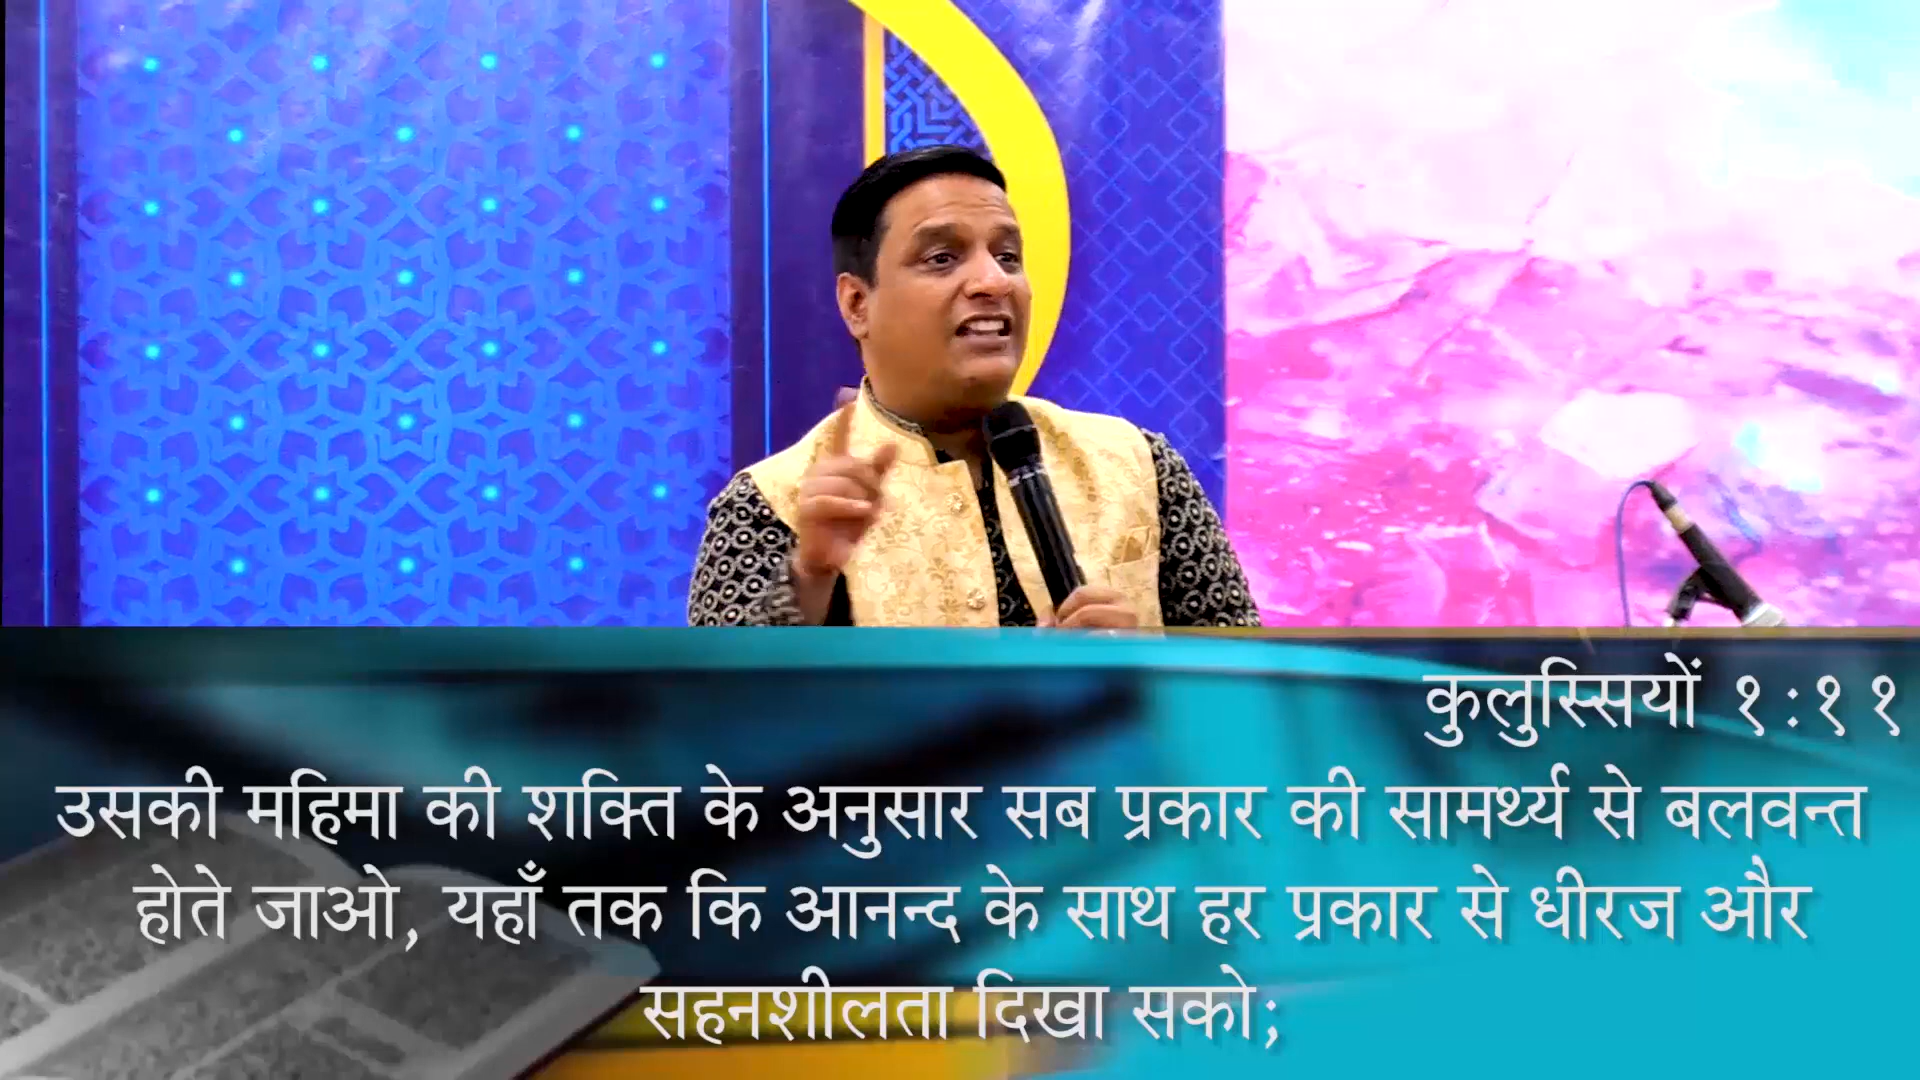 कुलुस्सियों १:११
उसकी महिमा की शक्ति के अनुसार सब प्रकार की सामर्थ्य से बलवन्त
होते जाओ, यहाँ तक कि आनन्द के साथ हर प्रकार से धीरज और
सहनशीलता दिखा सको;